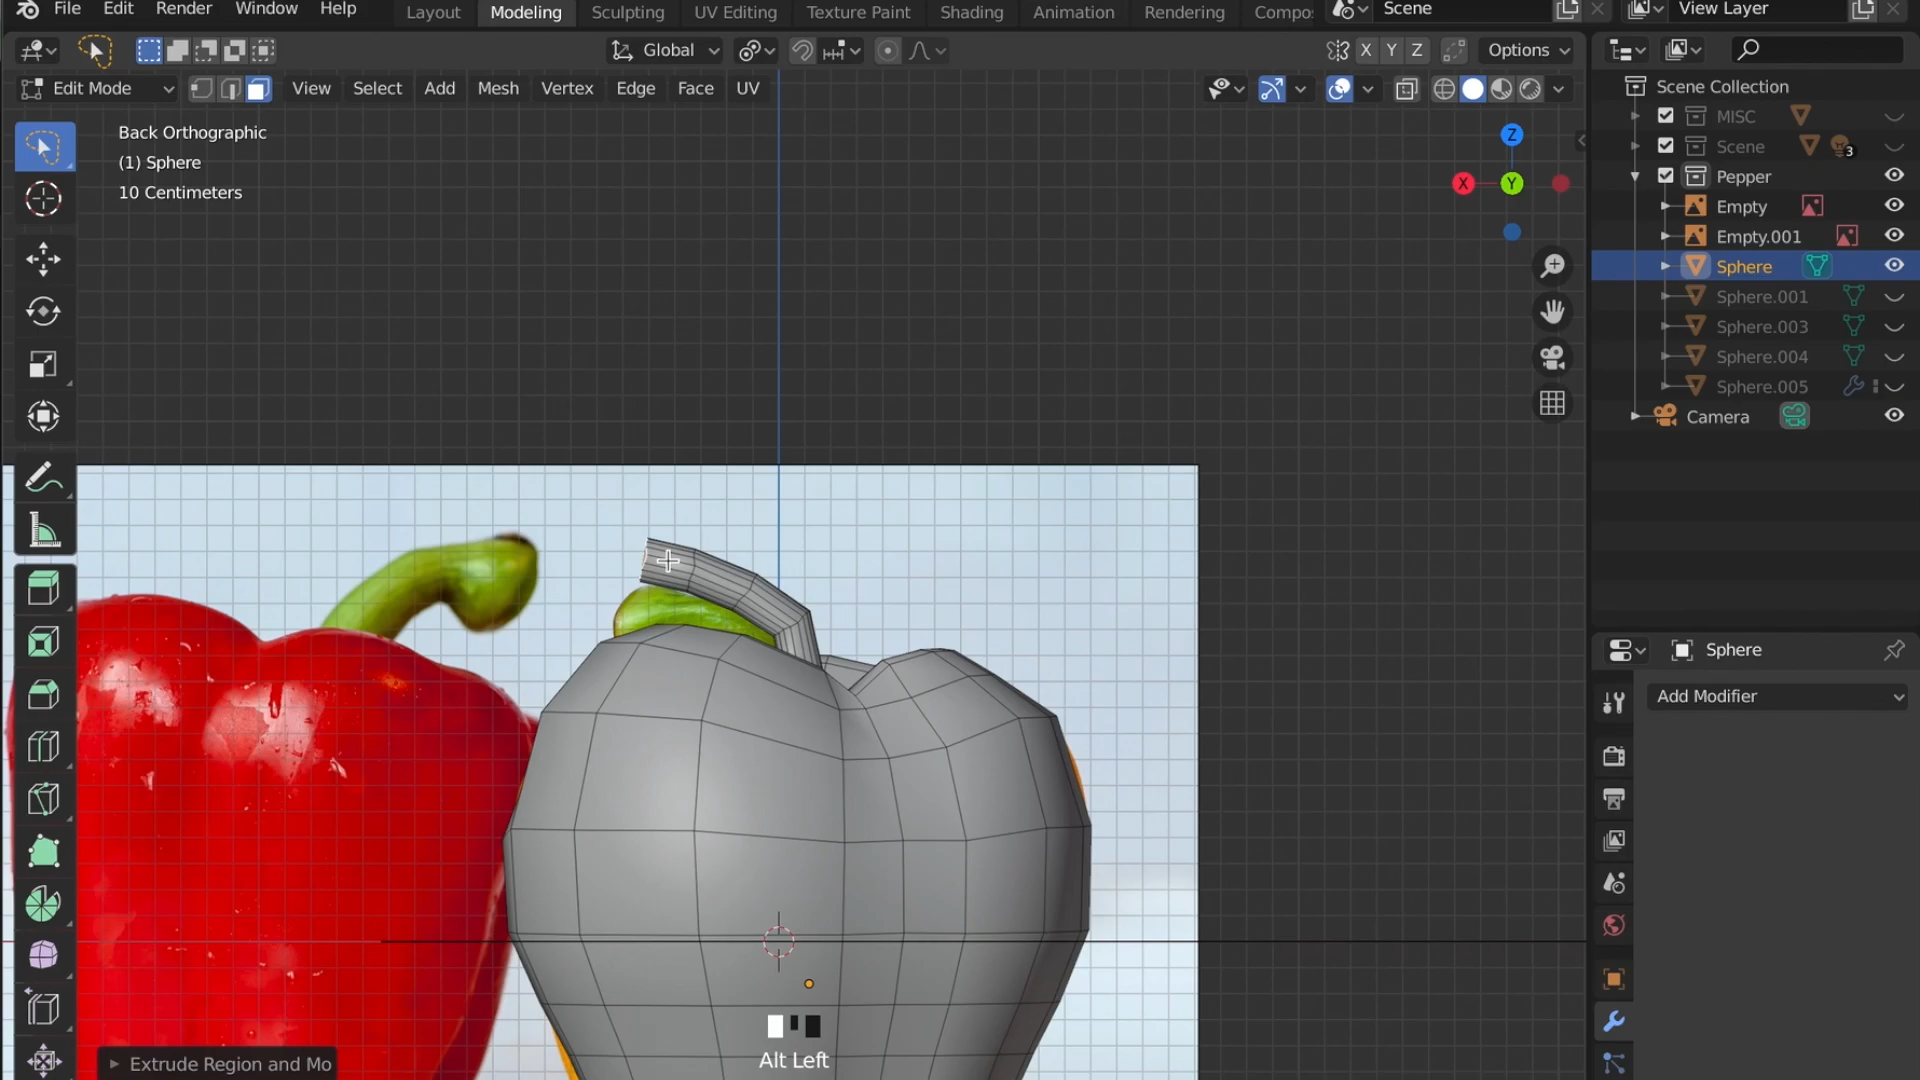 File Edit Render Window Help Layout Modeling Sculpting UV Editing Texture Paint Shading Animation Rendering Compo Scene View Layer
Global X Y Z Options
Edit Mode View Select Add Mesh Vertex Edge Face UV
Back Orthographic
(1) Sphere
10 Centimeters
Z
X
Y
Scene Collection
MISC
Scene 3
Pepper
Empty
Empty.001
Sphere
Sphere.001
Sphere.003
Sphere.004
Sphere.005
Camera
Sphere
Add Modifier
Alt Left
Extrude Region and Mo